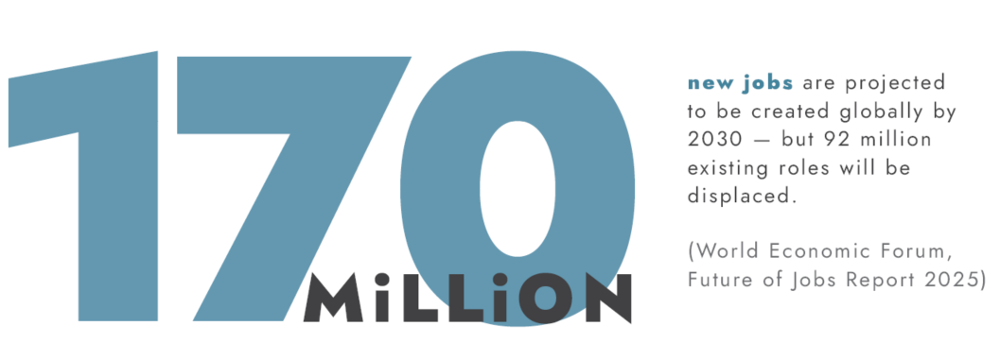 170
MiLLiON
new jobs are projected
to be created globally by
2030 — but 92 million
existing roles will be
displaced.
(World Economic Forum,
Future of Jobs Report 2025)